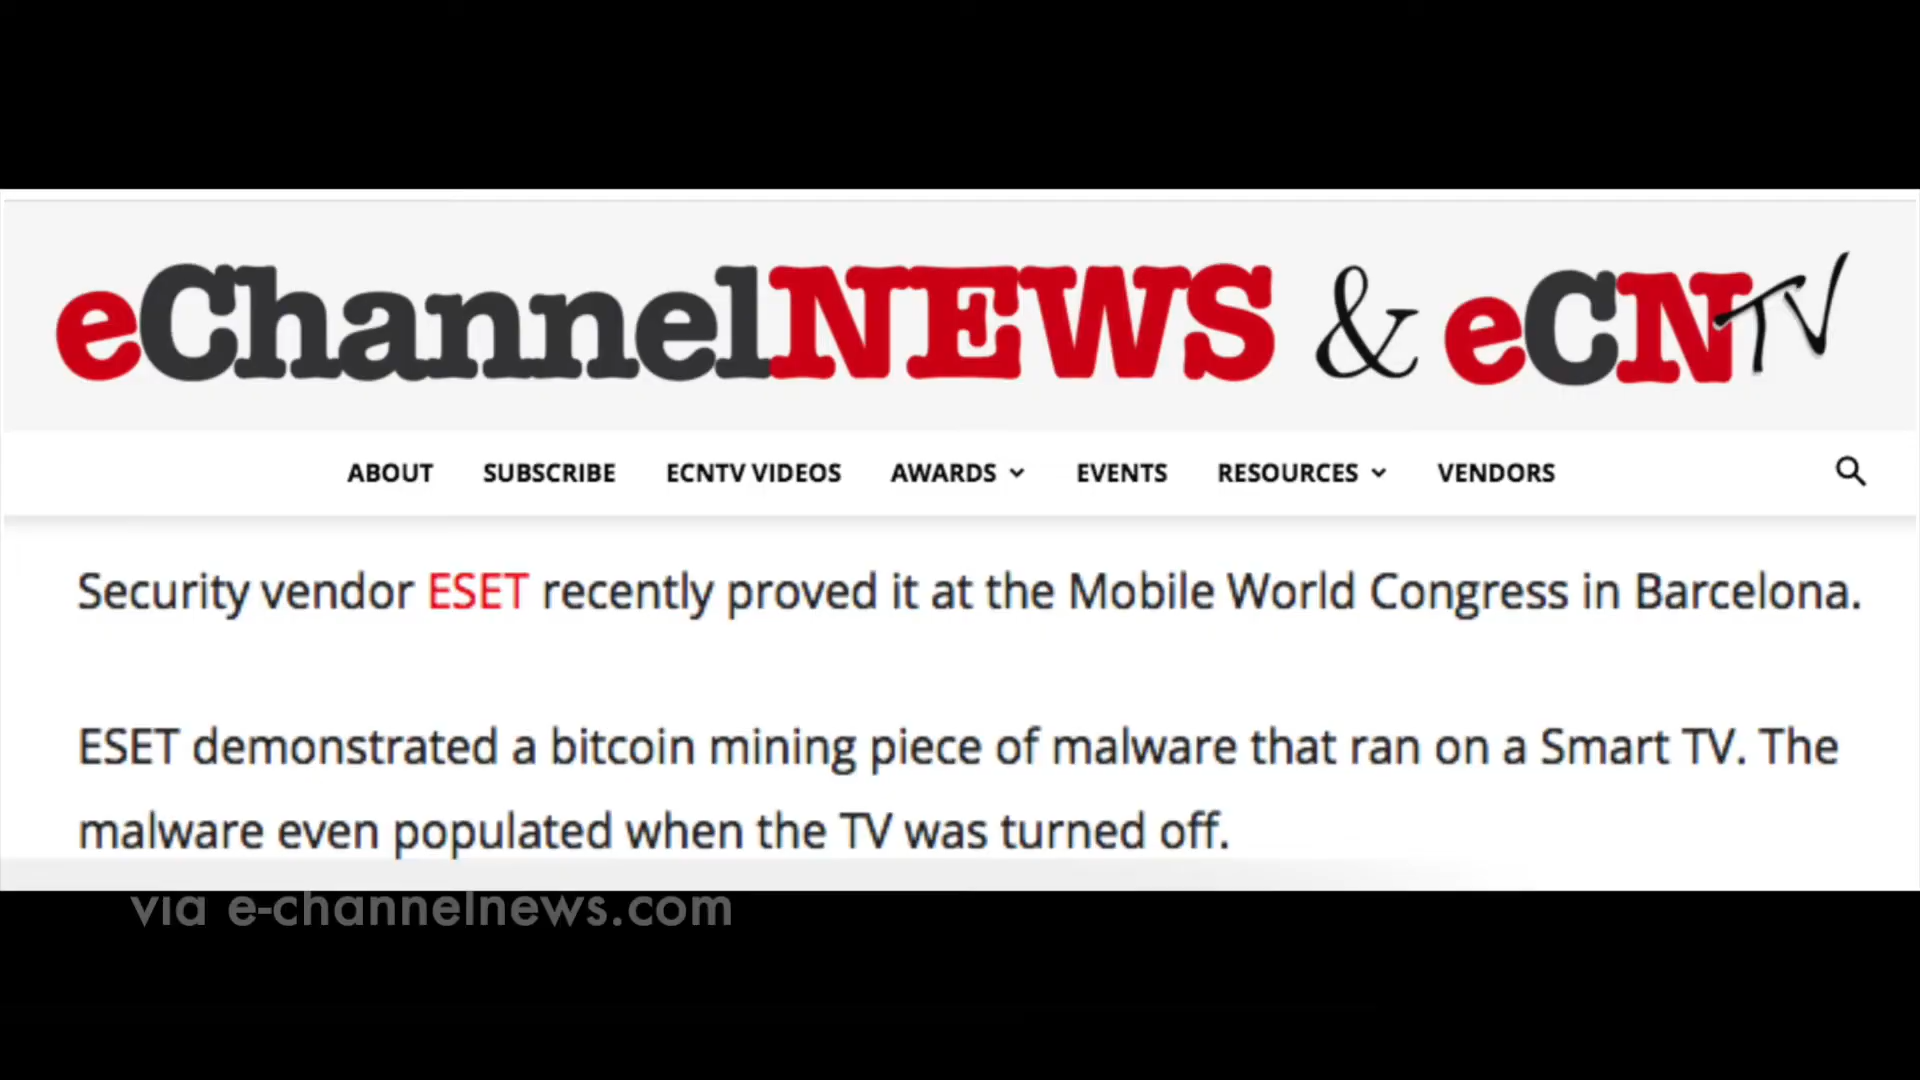 eChannelNEWS & eCNTV
ABOUT SUBSCRIBE ECNTV VIDEOS AWARDS EVENTS RESOURCES VENDORS
Security vendor ESET recently proved it at the Mobile World Congress in Barcelona.
ESET demonstrated a bitcoin mining piece of malware that ran on a Smart TV. The
malware even populated when the TV was turned off.
via e-channelnews.com